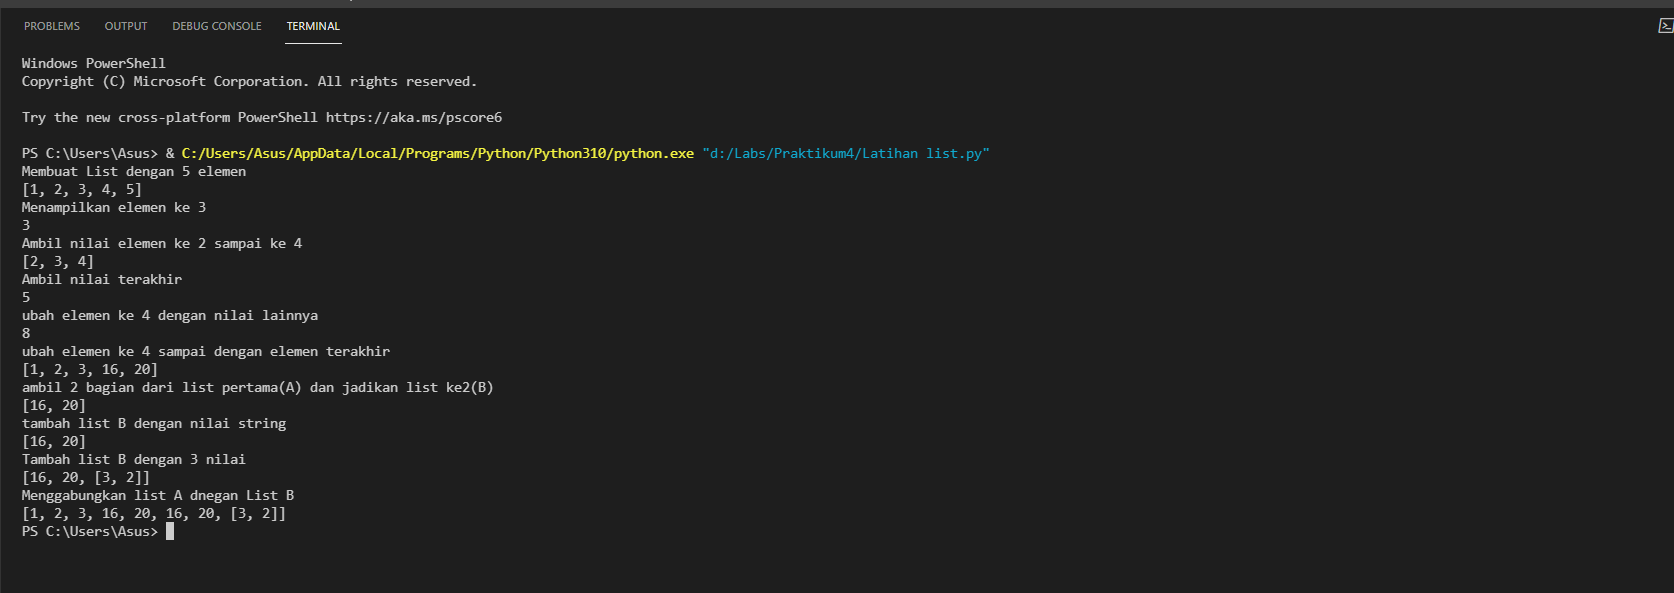 PROBLEMS OUTPUT DEBUG CONSOLE TERMINAL
Windows PowerShell
Copyright (C) Microsoft Corporation. All rights reserved.
Try the new cross-platform PowerShell https://aka.ms/pscore6
PS C:\Users\Asus> & C:/Users/Asus/AppData/Local/Programs/Python/Python310/python.exe "d:/Labs/Praktikum4/Latihan list.py"
Membuat List dengan 5 elemen
[1, 2, 3, 4, 5]
Menampilkan elemen ke 3
3
Ambil nilai elemen ke 2 sampai ke 4
[2, 3, 4]
Ambil nilai terakhir
5
ubah elemen ke 4 dengan nilai lainnya
8
ubah elemen ke 4 sampai dengan elemen terakhir
[1, 2, 3, 16, 20]
ambil 2 bagian dari list pertama(A) dan jadikan list ke2(B)
[16, 20]
tambah list B dengan nilai string
[16, 20]
Tambah list B dengan 3 nilai
[16, 20, [3, 2]]
Menggabungkan list A dnegan List B
[1, 2, 3, 16, 20, 16, 20, [3, 2]]
PS C:\Users\Asus>